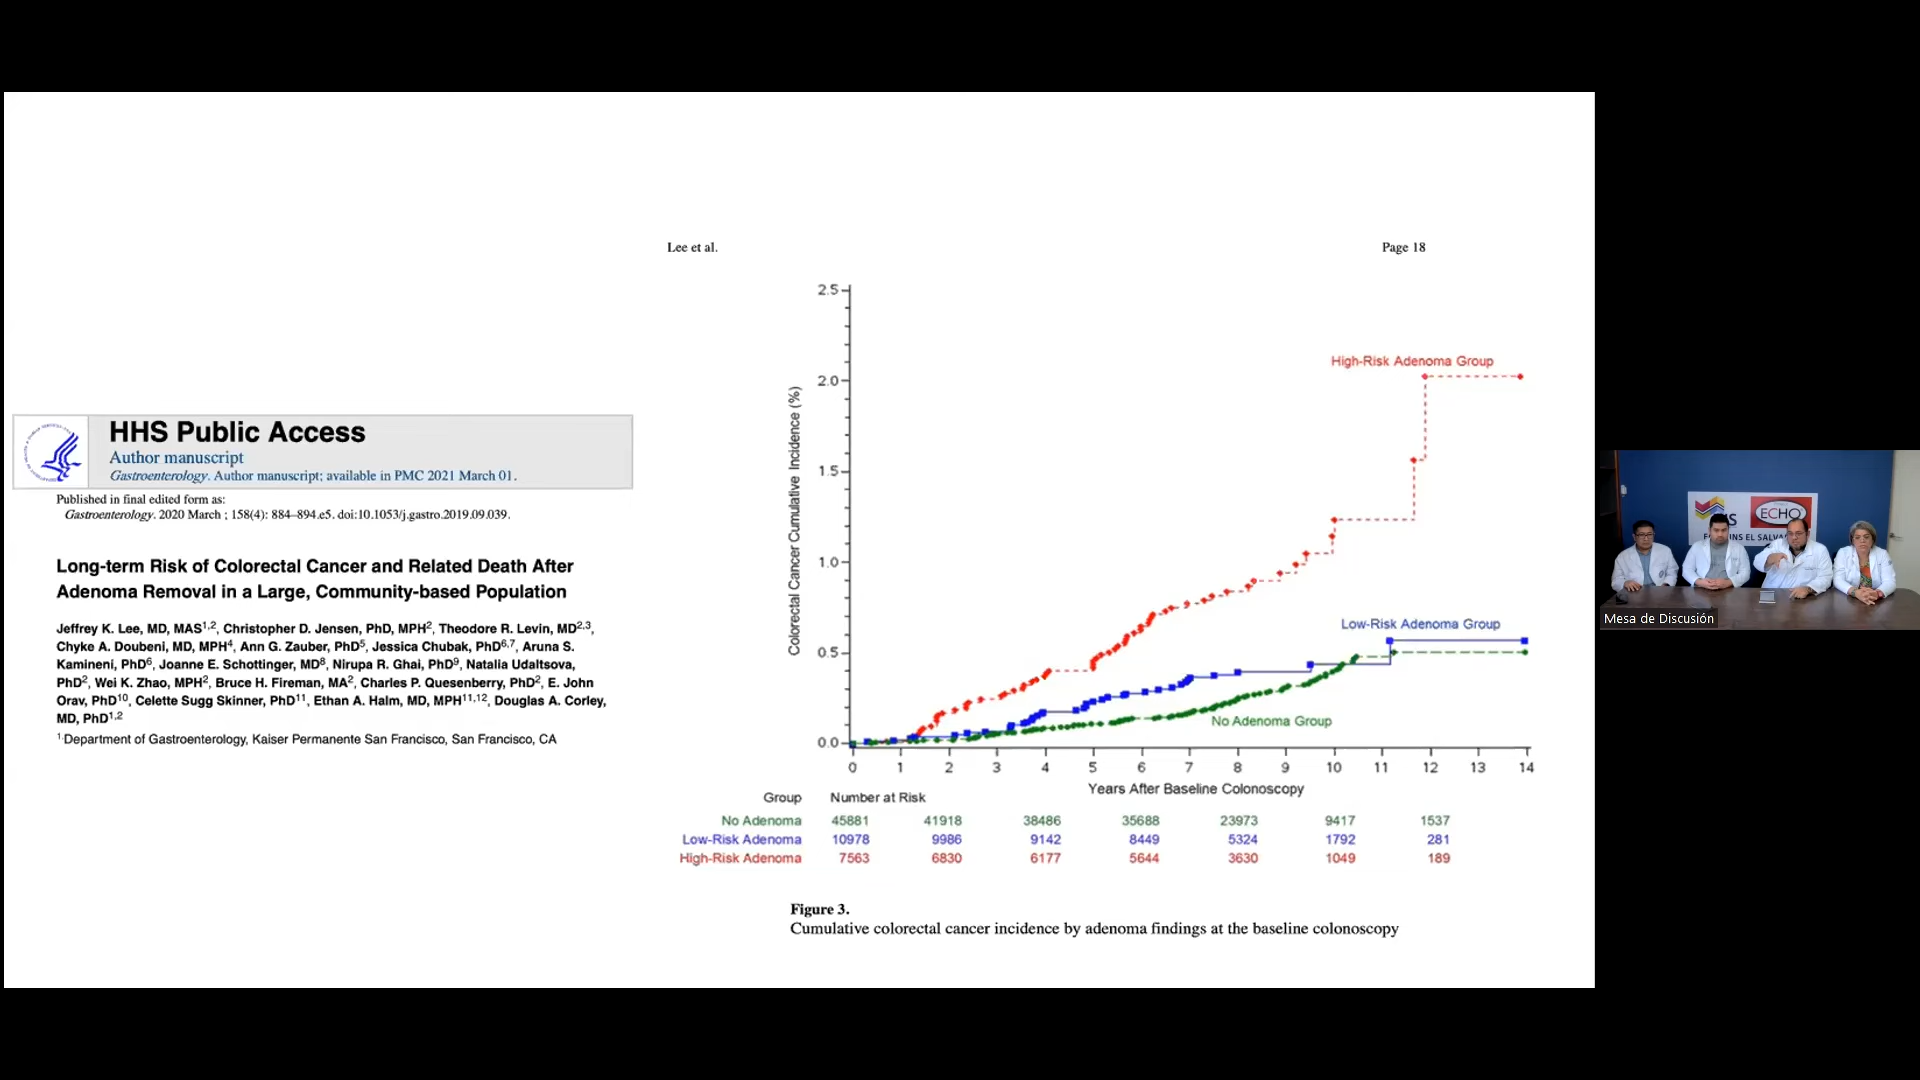 Lee et al.
Page 18
HHS Public Access
Author manuscript
Gastroenterology. Author manuscript; available in PMC 2021 March 01.
Published in final edited form as:
Gastroenterology. 2020 March ; 158(4): 884–894.e5. doi:10.1053/j.gastro.2019.09.039.
Long-term Risk of Colorectal Cancer and Related Death After
Adenoma Removal in a Large, Community-based Population
Jeffrey K. Lee, MD, MAS1,2, Christopher D. Jensen, PhD, MPH2, Theodore R. Levin, MD2,3,
Chyke A. Doubeni, MD, MPH4, Ann G. Zauber, PhD5, Jessica Chubak, PhD6,7, Aruna S.
Kamineni, PhD6, Joanne E. Schottinger, MD8, Nirupa R. Ghai, PhD9, Natalia Udaltsova,
PhD2, Wei K. Zhao, MPH2, Bruce H. Fireman, MA2, Charles P. Quesenberry, PhD2, E. John
Orav, PhD10, Celette Sugg Skinner, PhD11, Ethan A. Halm, MD, MPH11,12, Douglas A. Corley,
MD, PhD1,2
1.Department of Gastroenterology, Kaiser Permanente San Francisco, San Francisco, CA
Colorectal Cancer Cumulative Incidence (%)
2.5
2.0
1.5
1.0
0.5
0.0
High-Risk Adenoma Group
Low-Risk Adenoma Group
No Adenoma Group
0 1 2 3 4 5 6 7 8 9 10 11 12 13 14
Years After Baseline Colonoscopy
Group Number at Risk
No Adenoma 45881 41918 38486 35688 23973 9417 1537
Low-Risk Adenoma 10978 9986 9142 8449 5324 1792 281
High-Risk Adenoma 7563 6830 6177 5644 3630 1049 189
Figure 3.
Cumulative colorectal cancer incidence by adenoma findings at the baseline colonoscopy
ECHO
Mesa de Discusión